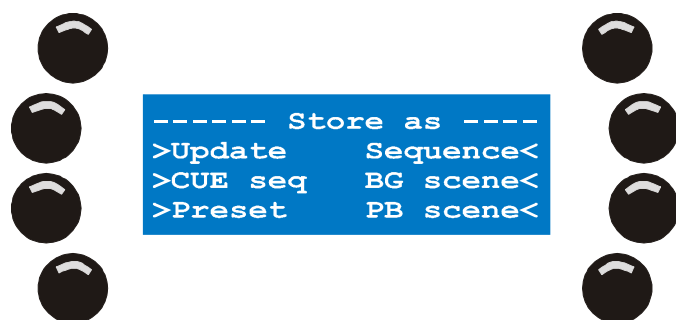 ------ Store as ----
>Update Sequence<
>CUE seq BG scene<
>Preset PB scene<